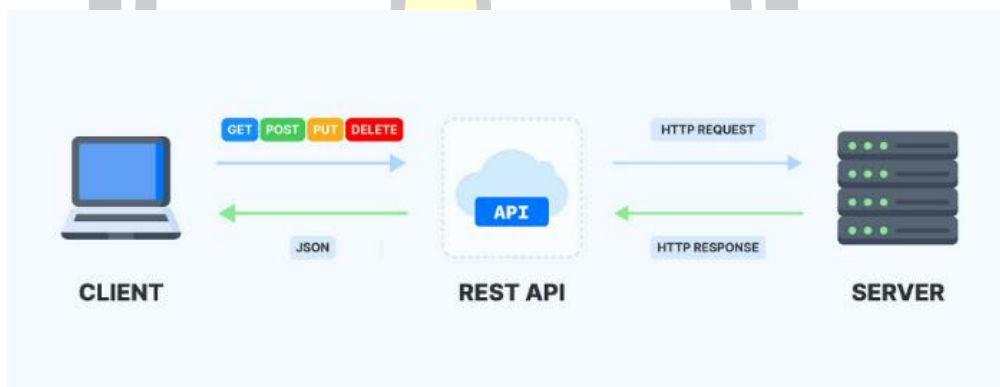 GET POST PUT DELETE
HTTP REQUEST
API
JSON
HTTP RESPONSE
CLIENT
REST API
SERVER